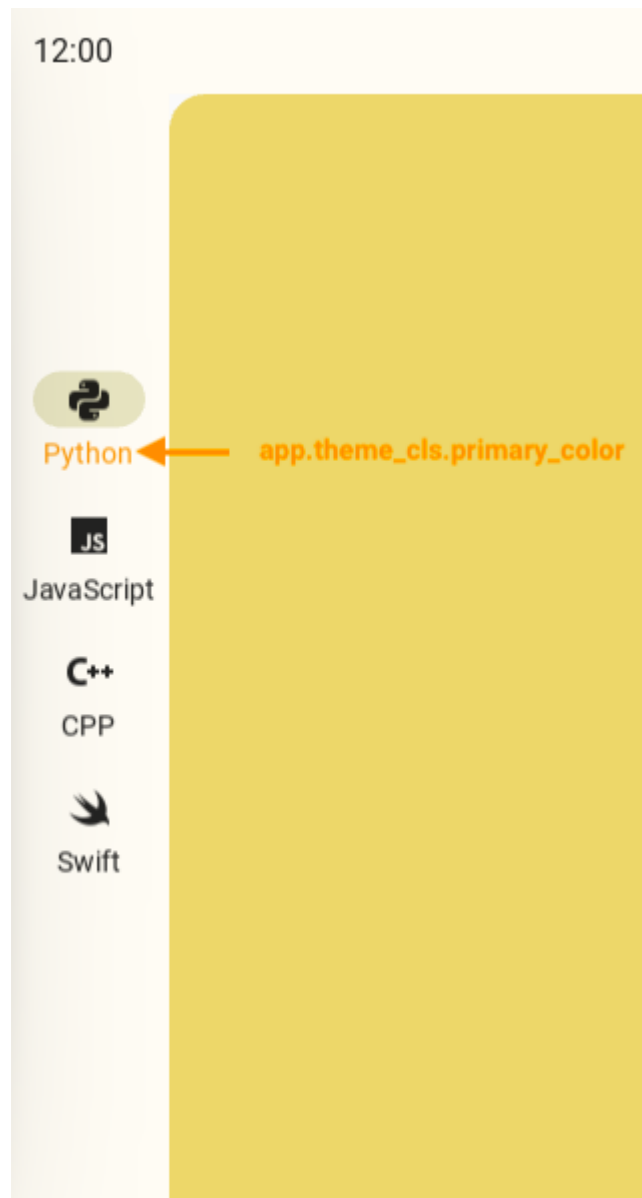 12:00
Python
app.theme_cls.primary_color
JS
JavaScript
C++
CPP
Swift